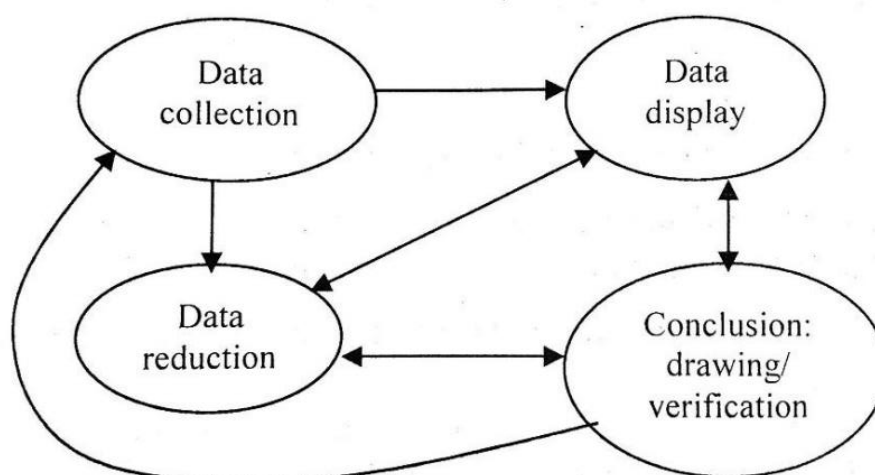 Data
collection
Data
display
Data
reduction
Conclusion:
drawing/
verification